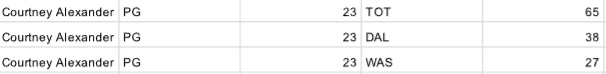 Courtney Alexander PG 23 TOT 65
Courtney Alexander PG 23 DAL 38
Courtney Alexander PG 23 WAS 27